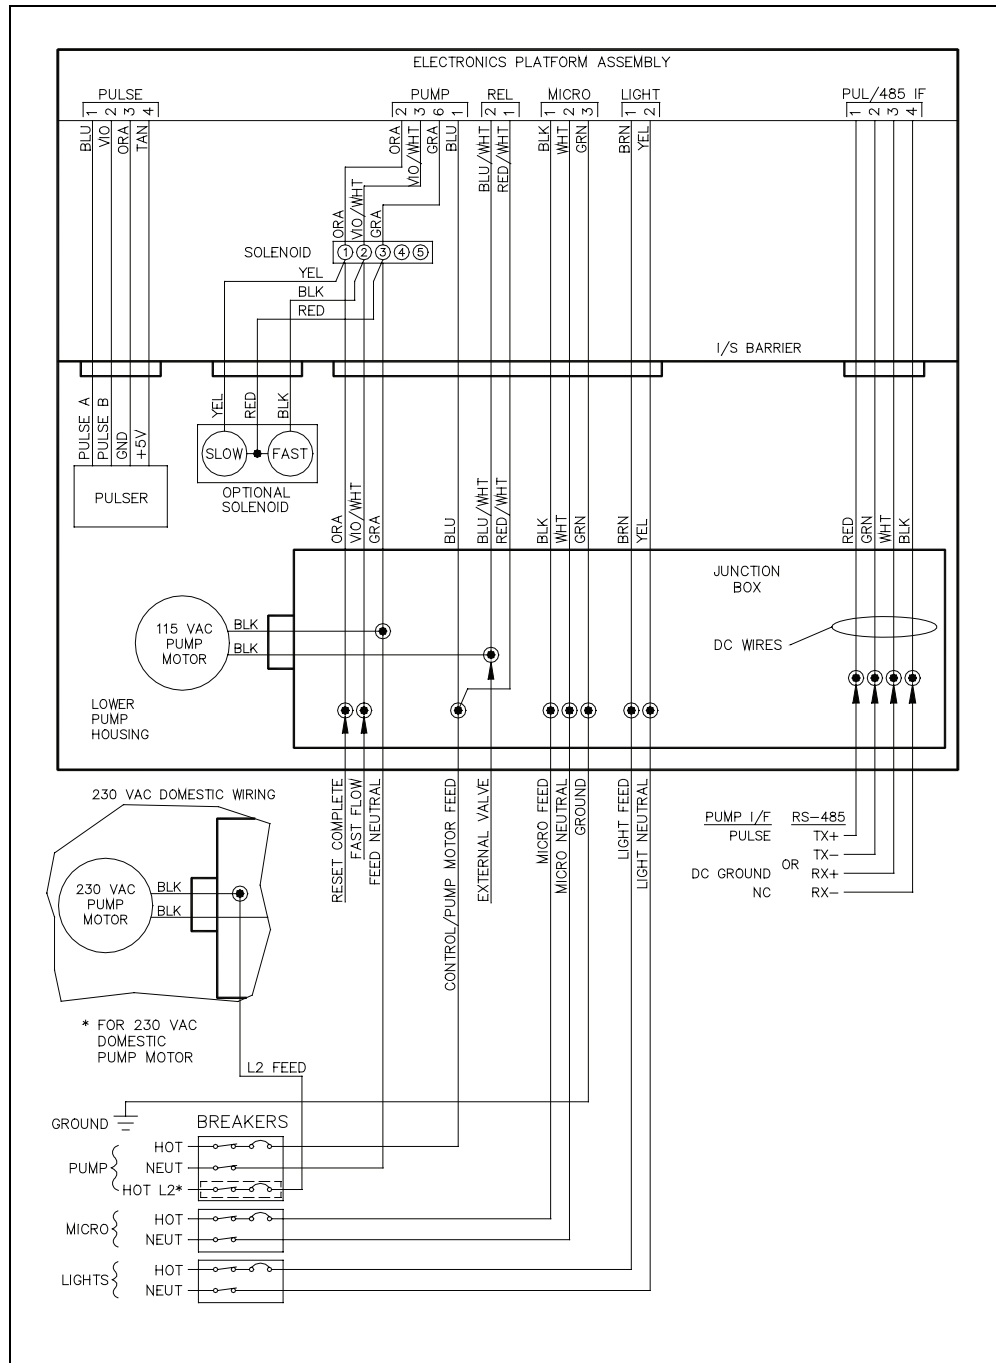 ELECTRONICS PLATFORM ASSEMBLY
PULSE
PUMP
REL
MICRO
LIGHT
PUL/485 IF
1 2 3 4
2 3 6 1
2 1
1 2 3
1 2
1 2 3 4
BLU
VIO
ORA
TAN
ORA
VIO/WHT
GRA
BLU
BLU/WHT
RED/WHT
BLK
WHT
GRN
BRN
YEL
ORA
VIO/WHT
GRA
SOLENOID
1 2 3 4 5
YEL
BLK
RED
I/S BARRIER
PULSE A
PULSE B
GND
+5V
YEL
RED
BLK
SLOW
FAST
PULSER
OPTIONAL
SOLENOID
ORA
VIO/WHT
GRA
BLU
BLU/WHT
RED/WHT
BLK
WHT
GRN
BRN
YEL
RED
GRN
WHT
BLK
JUNCTION
BOX
115 VAC
PUMP
MOTOR
BLK
BLK
DC WIRES
LOWER
PUMP
HOUSING
230 VAC DOMESTIC WIRING
RESET COMPLETE
FAST FLOW
FEED NEUTRAL
CONTROL/PUMP MOTOR FEED
EXTERNAL VALVE
MICRO FEED
MICRO NEUTRAL
GROUND
LIGHT FEED
LIGHT NEUTRAL
PUMP I/F RS-485
PULSE TX+
TX-
OR
DC GROUND RX+
NC RX-
230 VAC
PUMP
MOTOR
BLK
BLK
* FOR 230 VAC
DOMESTIC
PUMP MOTOR
L2 FEED
GROUND
BREAKERS
PUMP
HOT
NEUT
HOT L2*
MICRO
HOT
NEUT
LIGHTS
HOT
NEUT